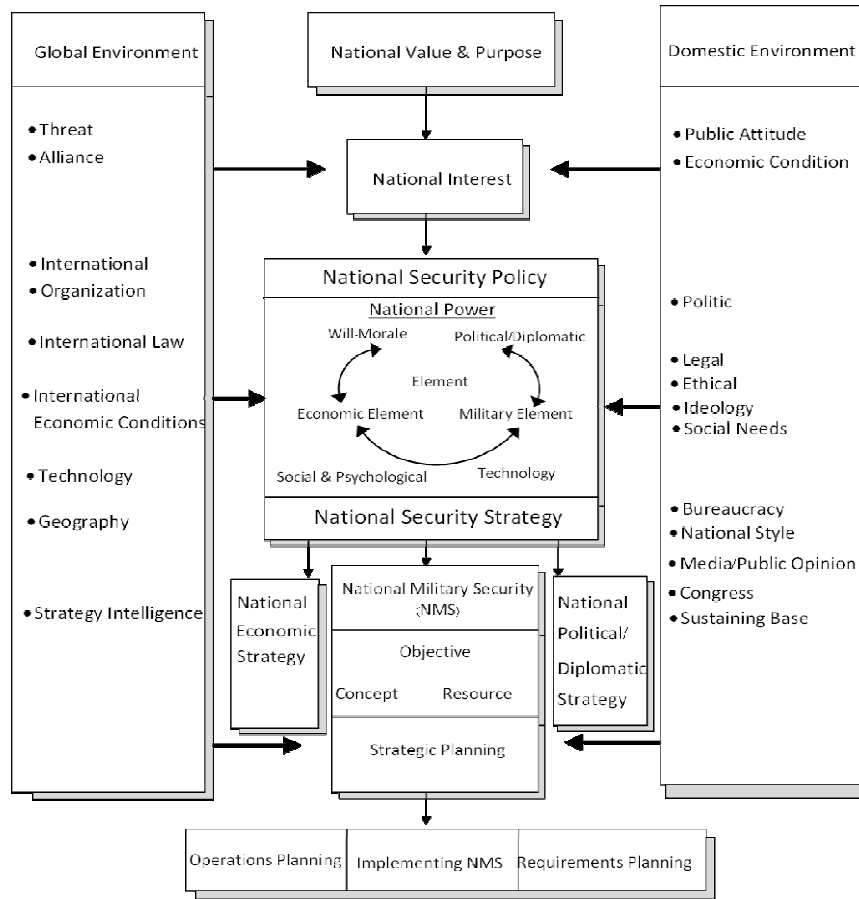 Global Environment
• Threat
• Alliance
• International
• Organization
• International Law
• International
Economic Conditions
• Technology
• Geography
• Strategy Intelligence
National Value & Purpose
National Interest
National Security Policy
National Power
Will-Morale Political/Diplomatic
Element
Economic Element Military Element
Social & Psychological Technology
National Security Strategy
National
Economic
Strategy
National Military Security
(NMS)
Objective
Concept Resource
Strategic Planning
National
Political/
Diplomatic
Strategy
Operations Planning
Implementing NMS
Requirements Planning
Domestic Environment
• Public Attitude
• Economic Condition
• Politic
• Legal
• Ethical
• Ideology
• Social Needs
• Bureaucracy
• National Style
• Media/Public Opinion
• Congress
• Sustaining Base